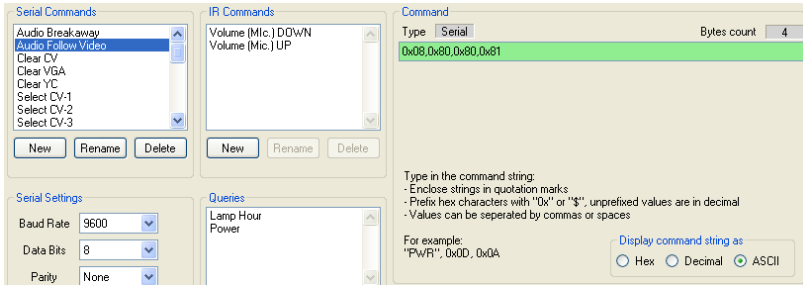 Serial Commands
Audio Breakaway
Audio Follow Video
Clear CV
Clear VGA
Clear YC
Select CV-1
Select CV-2
Select CV-3
New Rename Delete
IR Commands
Volume (MIc.) DOWN
Volume (Mic.) UP
New Rename Delete
Command
Type Serial Bytes count 4
0x08,0x80,0x80,0x81
Type in the command string:
- Enclose strings in quotation marks
- Prefix hex characters with "0x" or "$", unprefixed values are in decimal
- Values can be seperated by commas or spaces
For example:
"PWR", 0x0D, 0x0A
Display command string as
Hex Decimal ASCII
Serial Settings
Baud Rate 9600
Data Bits 8
Parity None
Queries
Lamp Hour
Power